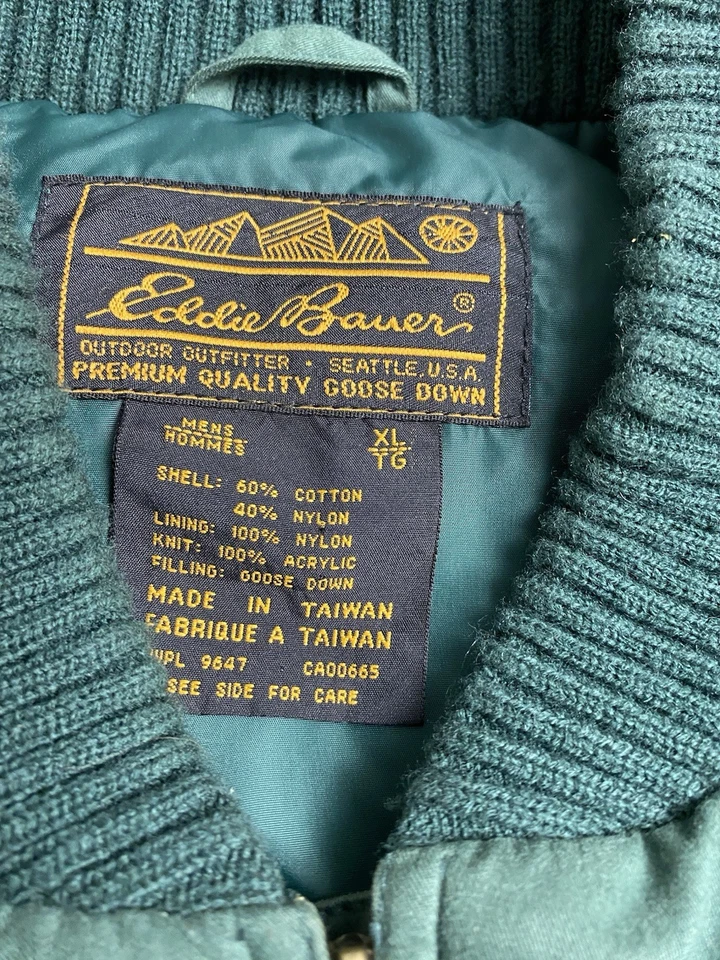 Eddie Bauer®
OUTDOOR OUTFITTER · SEATTLE, U.S.A.
PREMIUM QUALITY GOOSE DOWN
MENS XL
HOMMES TG
SHELL: 60% COTTON
40% NYLON
LINING: 100% NYLON
KNIT: 100% ACRYLIC
FILLING: GOOSE DOWN
MADE IN TAIWAN
FABRIQUE A TAIWAN
WPL 9647 CA00665
SEE SIDE FOR CARE